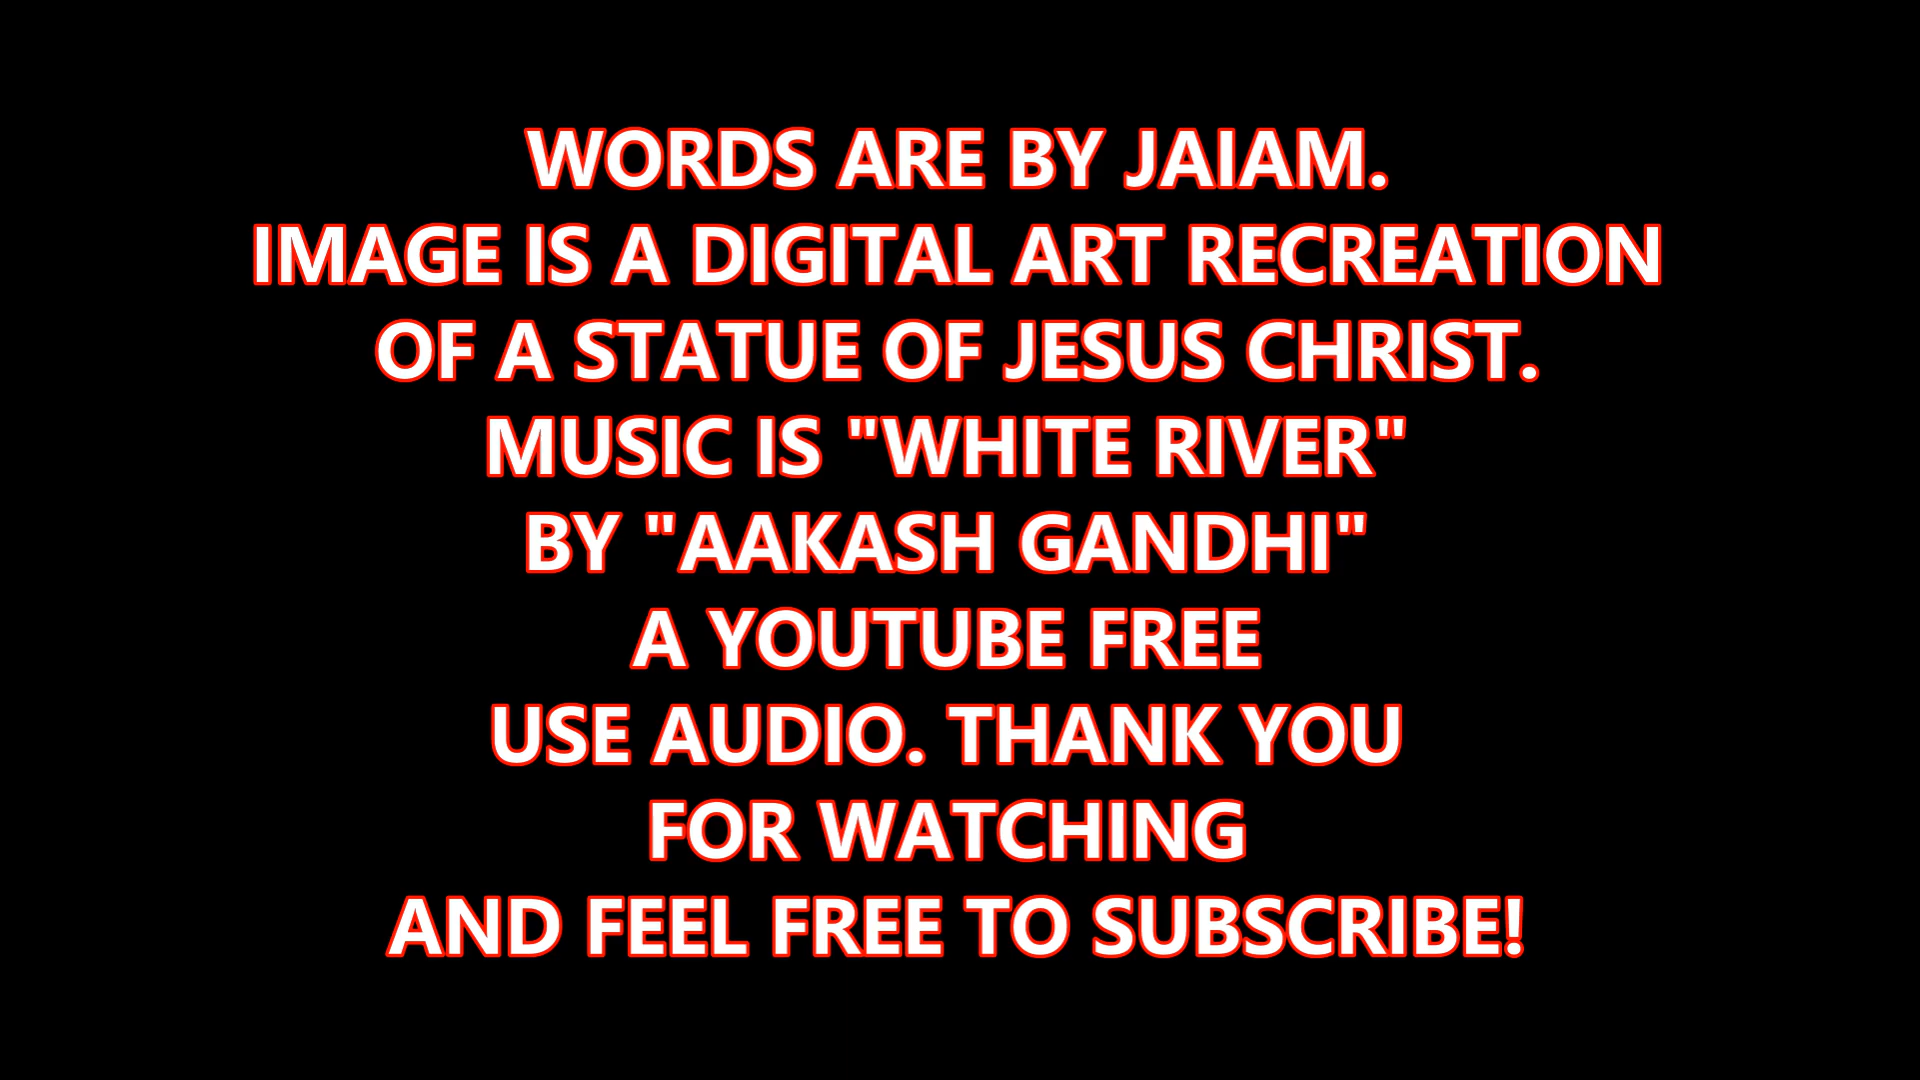 WORDS ARE BY JAIAM.
IMAGE IS A DIGITAL ART RECREATION
OF A STATUE OF JESUS CHRIST.
MUSIC IS "WHITE RIVER"
BY "AAKASH GANDHI"
A YOUTUBE FREE
USE AUDIO. THANK YOU
FOR WATCHING
AND FEEL FREE TO SUBSCRIBE!